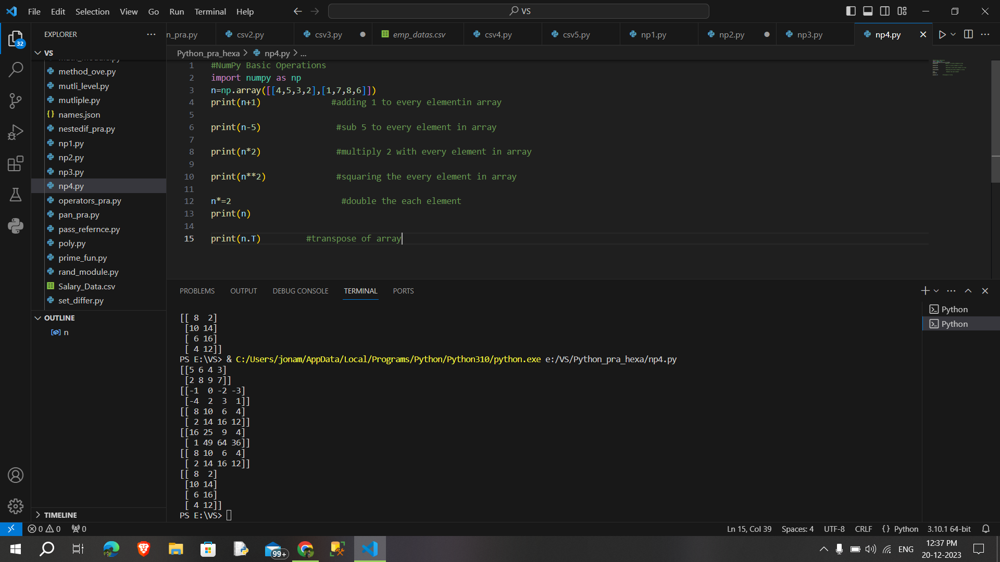 File Edit Selection View Go Run Terminal Help
VS
EXPLORER
n_pra.py csv2.py csv3.py emp_datas.csv csv4.py csv5.py np1.py np2.py np3.py np4.py
32
VS
Python_pra_hexa > np4.py > ...
method_ove.py
mutli_level.py
mutliple.py
names.json
nestedif_pra.py
np1.py
np2.py
np3.py
np4.py
operators_pra.py
pan_pra.py
pass_refernce.py
poly.py
prime_fun.py
rand_module.py
Salary_Data.csv
set_differ.py
OUTLINE
n
TIMELINE
1 #NumPy Basic Operations
2 import numpy as np
3 n=np.array([[4,5,3,2],[1,7,8,6]])
4 print(n+1) #adding 1 to every elementin array
5
6 print(n-5) #sub 5 to every element in array
7
8 print(n*2) #multiply 2 with every element in array
9
10 print(n**2) #squaring the every element in array
11
12 n*=2 #double the each element
13 print(n)
14
15 print(n.T) #transpose of array
PROBLEMS OUTPUT DEBUG CONSOLE TERMINAL PORTS
[[ 8  2]
 [10 14]
 [ 6 16]
 [ 4 12]]
PS E:\VS> & C:/Users/jonam/AppData/Local/Programs/Python/Python310/python.exe e:/VS/Python_pra_hexa/np4.py
[[5 6 4 3]
 [2 8 9 7]]
[[-1  0 -2 -3]
 [-4  2  3  1]]
[[ 8 10  6  4]
 [ 2 14 16 12]]
[[16 25  9  4]
 [ 1 49 64 36]]
[[ 8 10  6  4]
 [ 2 14 16 12]]
[[ 8  2]
 [10 14]
 [ 6 16]
 [ 4 12]]
PS E:\VS>
Python
Python
0 0 0
Ln 15, Col 39 Spaces: 4 UTF-8 CRLF {} Python 3.10.1 64-bit
99+
ENG
12:37 PM
20-12-2023